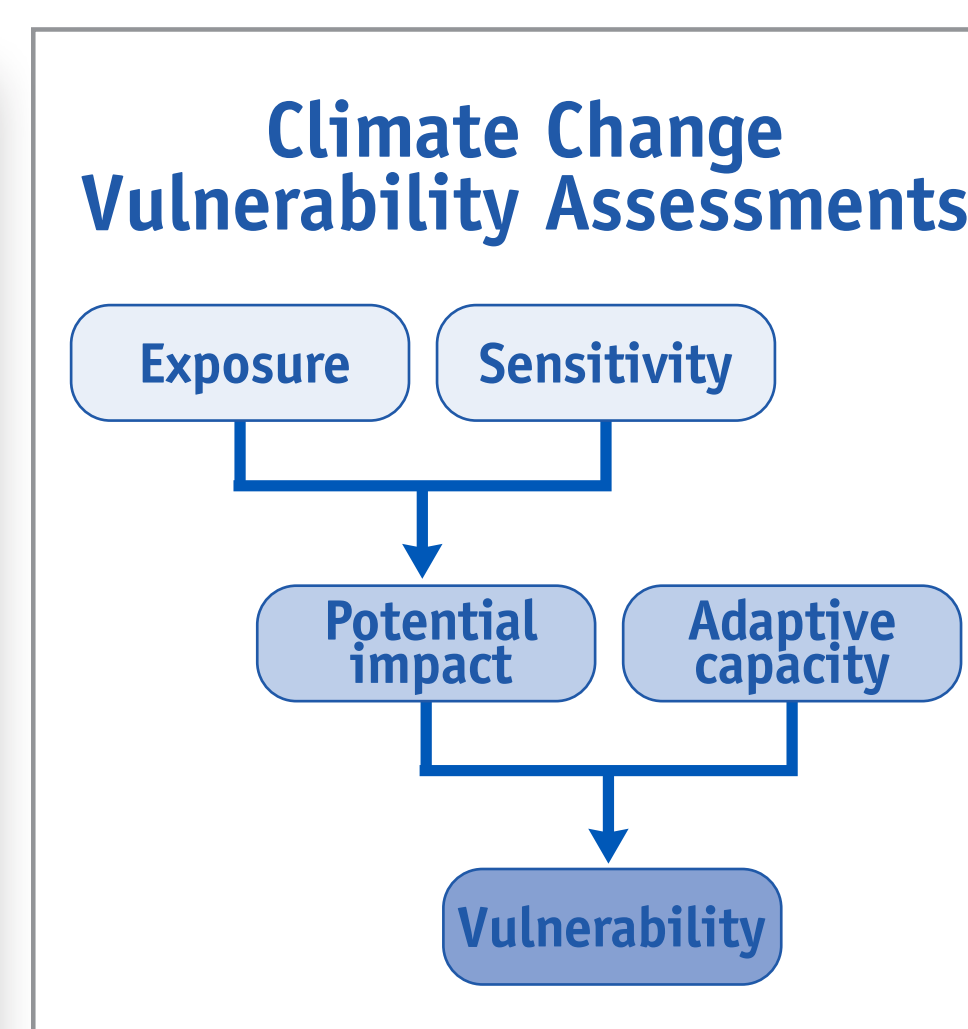 Climate Change
Vulnerability Assessments
Exposure
Sensitivity
Potential
impact
Adaptive
capacity
Vulnerability